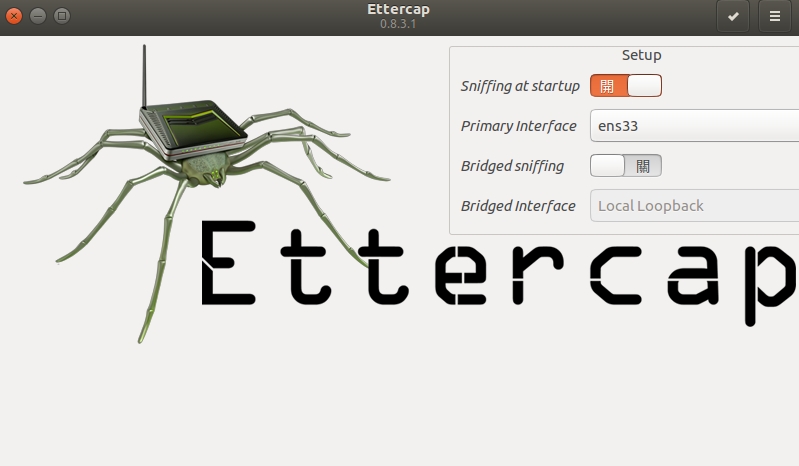 Ettercap
0.8.3.1
Setup
Sniffing at startup 開
Primary Interface ens33
Bridged sniffing 關
Bridged Interface Local Loopback
Ettercap